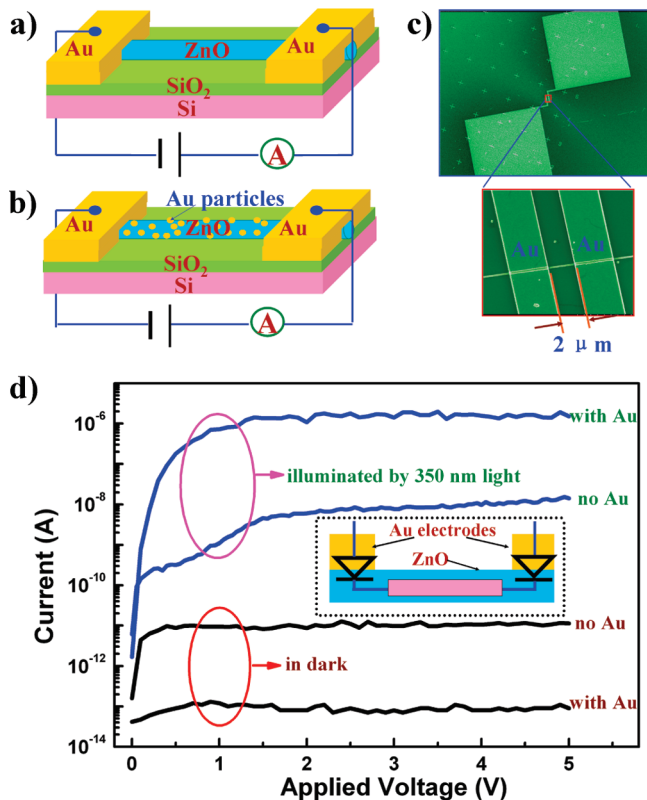 a)
Au
ZnO
Au
SiO₂
Si
A
b)
Au particles
Au
ZnO
Au
SiO₂
Si
A
c)
Au
Au
2 μm
d)
Current (A)
10⁻⁶
10⁻⁸
10⁻¹⁰
10⁻¹²
10⁻¹⁴
with Au
illuminated by 350 nm light
no Au
Au electrodes
ZnO
no Au
in dark
with Au
0 1 2 3 4 5
Applied Voltage (V)